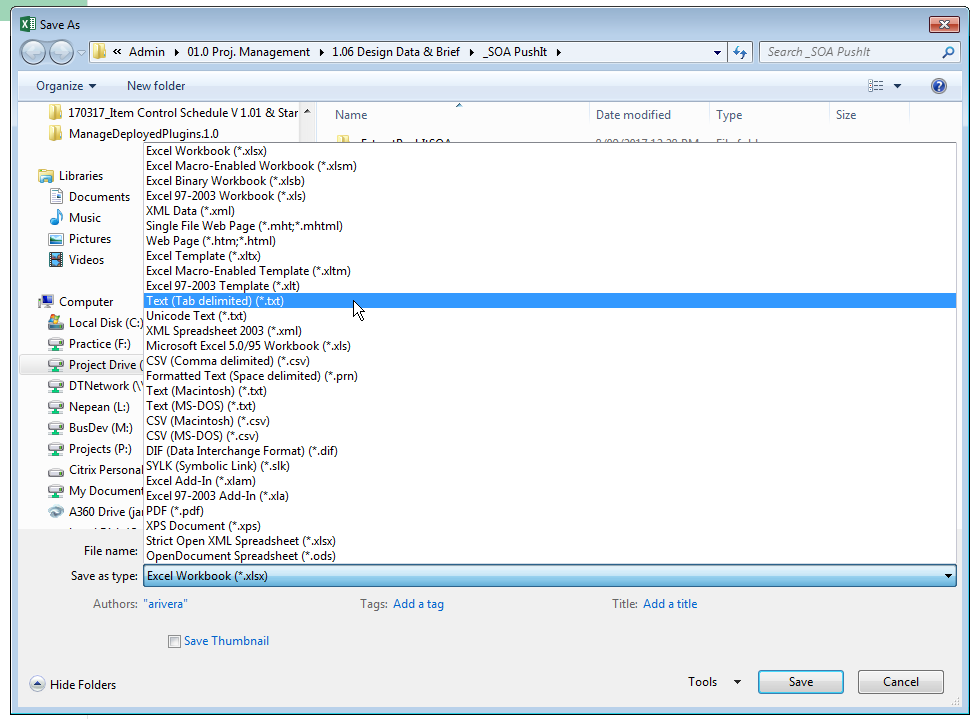 Save As
« Admin 01.0 Proj. Management 1.06 Design Data & Brief _SOA PushIt
Search _SOA PushIt
Organize New folder
170317_Item Control Schedule V 1.01 & Star
ManageDeployedPlugins.1.0
Name Date modified Type Size
Libraries
Documents
Music
Pictures
Videos
Computer
Local Disk (C:)
Practice (F:)
Project Drive (
DTNetwork (\\
Nepean (L:)
BusDev (M:)
Projects (P:)
Citrix Personal
My Document
A360 Drive (jar
Excel Workbook (*.xlsx)
Excel Macro-Enabled Workbook (*.xlsm)
Excel Binary Workbook (*.xlsb)
Excel 97-2003 Workbook (*.xls)
XML Data (*.xml)
Single File Web Page (*.mht;*.mhtml)
Web Page (*.htm;*.html)
Excel Template (*.xltx)
Excel Macro-Enabled Template (*.xltm)
Excel 97-2003 Template (*.xlt)
Text (Tab delimited) (*.txt)
Unicode Text (*.txt)
XML Spreadsheet 2003 (*.xml)
Microsoft Excel 5.0/95 Workbook (*.xls)
CSV (Comma delimited) (*.csv)
Formatted Text (Space delimited) (*.prn)
Text (Macintosh) (*.txt)
Text (MS-DOS) (*.txt)
CSV (Macintosh) (*.csv)
CSV (MS-DOS) (*.csv)
DIF (Data Interchange Format) (*.dif)
SYLK (Symbolic Link) (*.slk)
Excel Add-In (*.xlam)
Excel 97-2003 Add-In (*.xla)
PDF (*.pdf)
XPS Document (*.xps)
Strict Open XML Spreadsheet (*.xlsx)
OpenDocument Spreadsheet (*.ods)
File name:
Save as type: Excel Workbook (*.xlsx)
Authors: "arivera" Tags: Add a tag Title: Add a title
Save Thumbnail
Hide Folders Tools Save Cancel